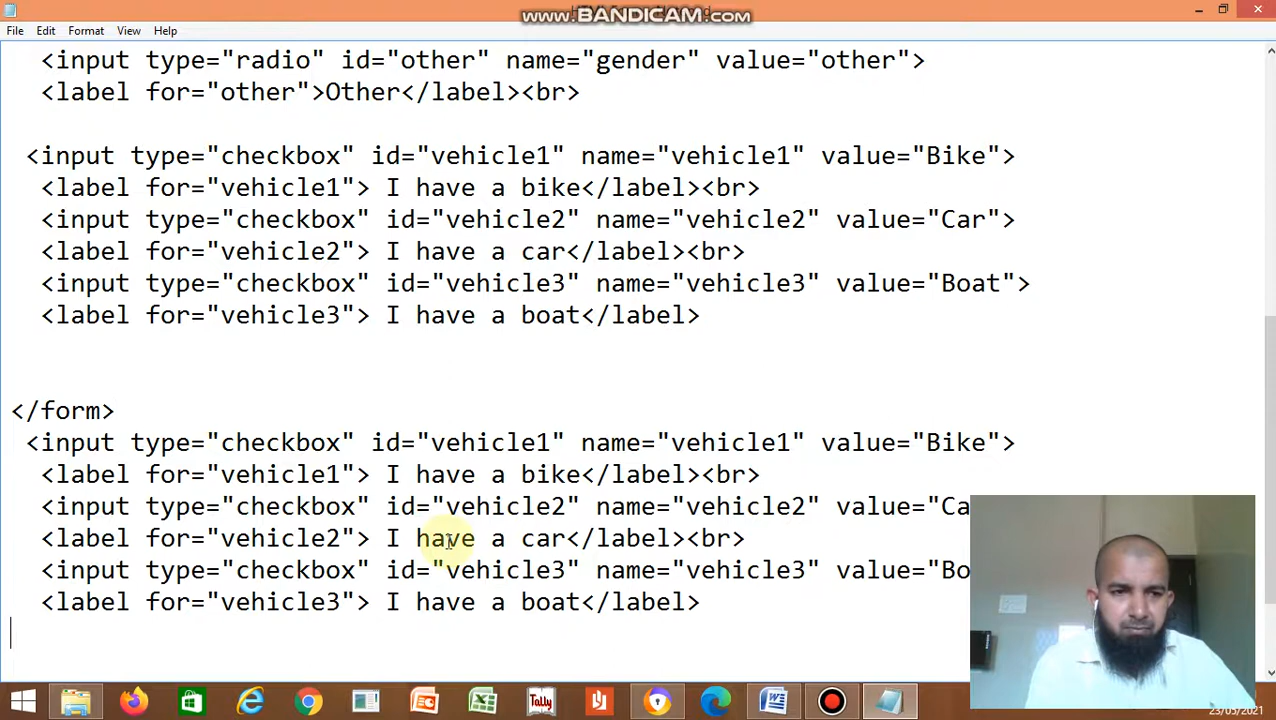 www.BANDICAM.com
File Edit Format View Help
<input type="radio" id="other" name="gender" value="other">
<label for="other">Other</label><br>
<input type="checkbox" id="vehicle1" name="vehicle1" value="Bike">
<label for="vehicle1"> I have a bike</label><br>
<input type="checkbox" id="vehicle2" name="vehicle2" value="Car">
<label for="vehicle2"> I have a car</label><br>
<input type="checkbox" id="vehicle3" name="vehicle3" value="Boat">
<label for="vehicle3"> I have a boat</label>
</form>
<input type="checkbox" id="vehicle1" name="vehicle1" value="Bike">
<label for="vehicle1"> I have a bike</label><br>
<input type="checkbox" id="vehicle2" name="vehicle2" value="Ca
<label for="vehicle2"> I have a car</label><br>
<input type="checkbox" id="vehicle3" name="vehicle3" value="Bo
<label for="vehicle3"> I have a boat</label>
Tally
23/05/2021